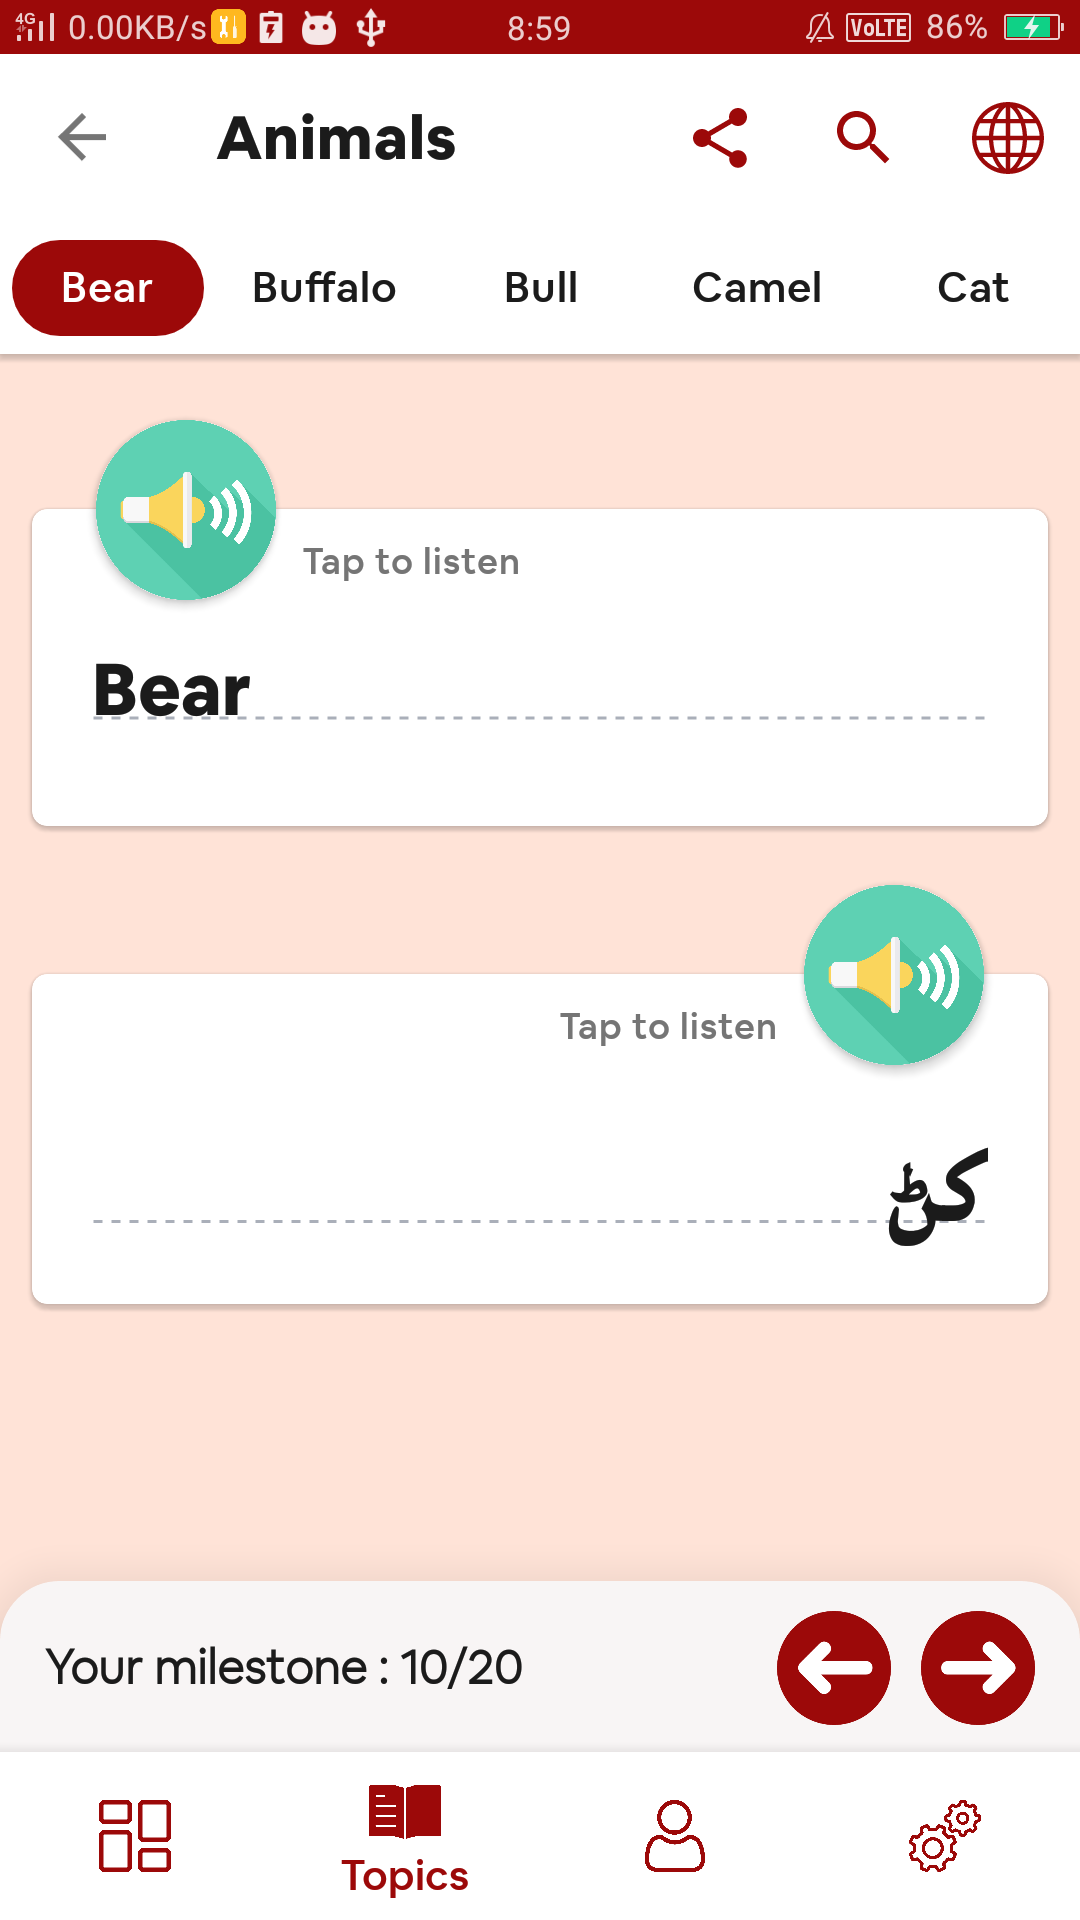 4G 0.00KB/s 8:59 VoLTE 86%
Animals
Bear Buffalo Bull Camel Cat
Tap to listen
Bear
Tap to listen
کݨ
Your milestone : 10/20
Topics